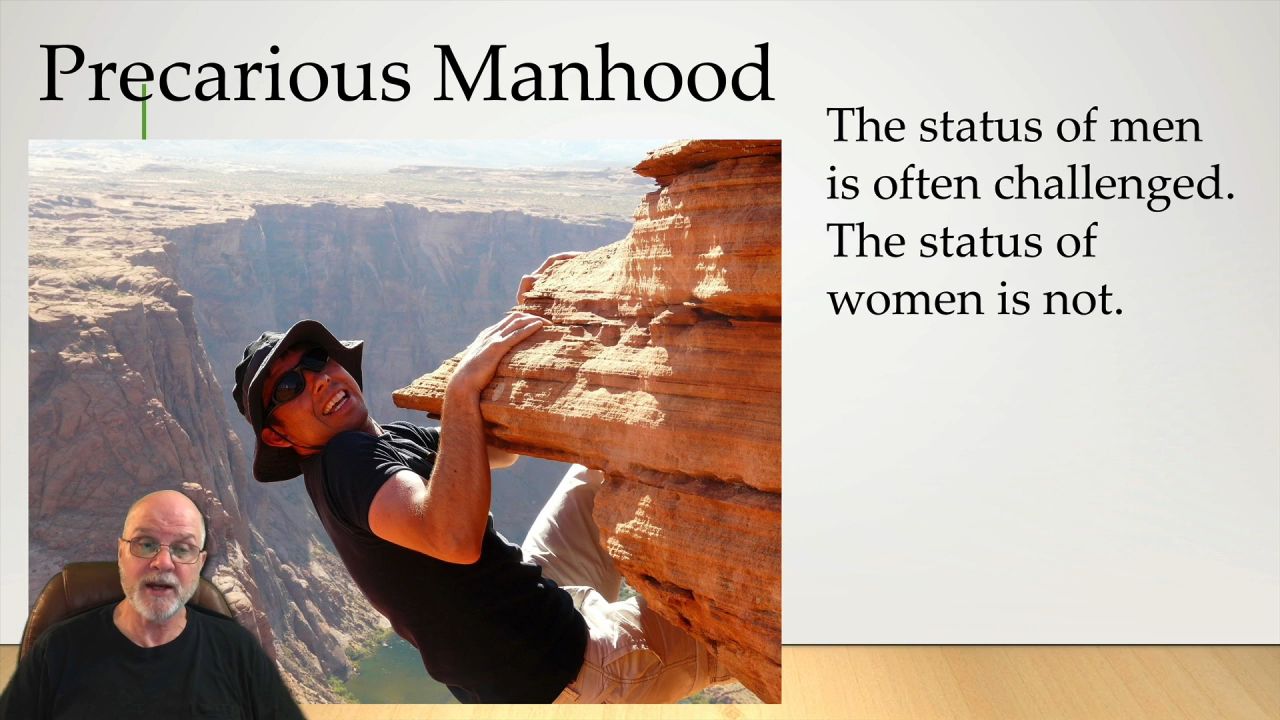 Precarious Manhood
The status of men
is often challenged.
The status of
women is not.